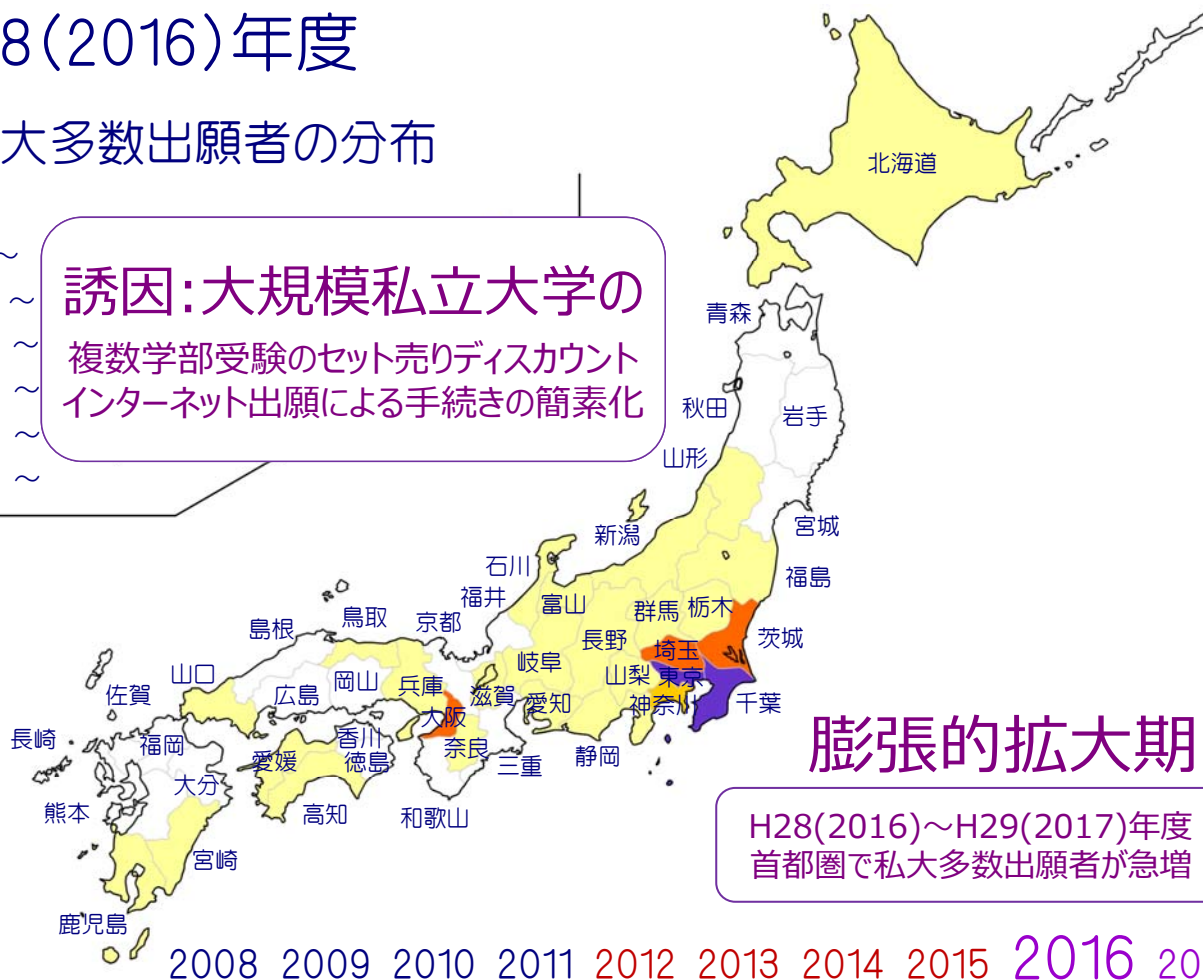 8(2016)年度
大多数出願者の分布
～
～
～
～
～
～
誘因:大規模私立大学の
複数学部受験のセット売りディスカウント
インターネット出願による手続きの簡素化
北海道
青森
秋田
岩手
山形
宮城
新潟
福島
石川
富山
福井
群馬
栃木
茨城
長野
埼玉
岐阜
山梨
東京
神奈川
千葉
静岡
愛知
滋賀
京都
鳥取
島根
兵庫
岡山
広島
山口
大阪
奈良
三重
和歌山
香川
徳島
愛媛
高知
佐賀
長崎
福岡
大分
熊本
宮崎
鹿児島
膨張的拡大期
H28(2016)～H29(2017)年度
首都圏で私大多数出願者が急増
2008 2009 2010 2011 2012 2013 2014 2015 2016 20